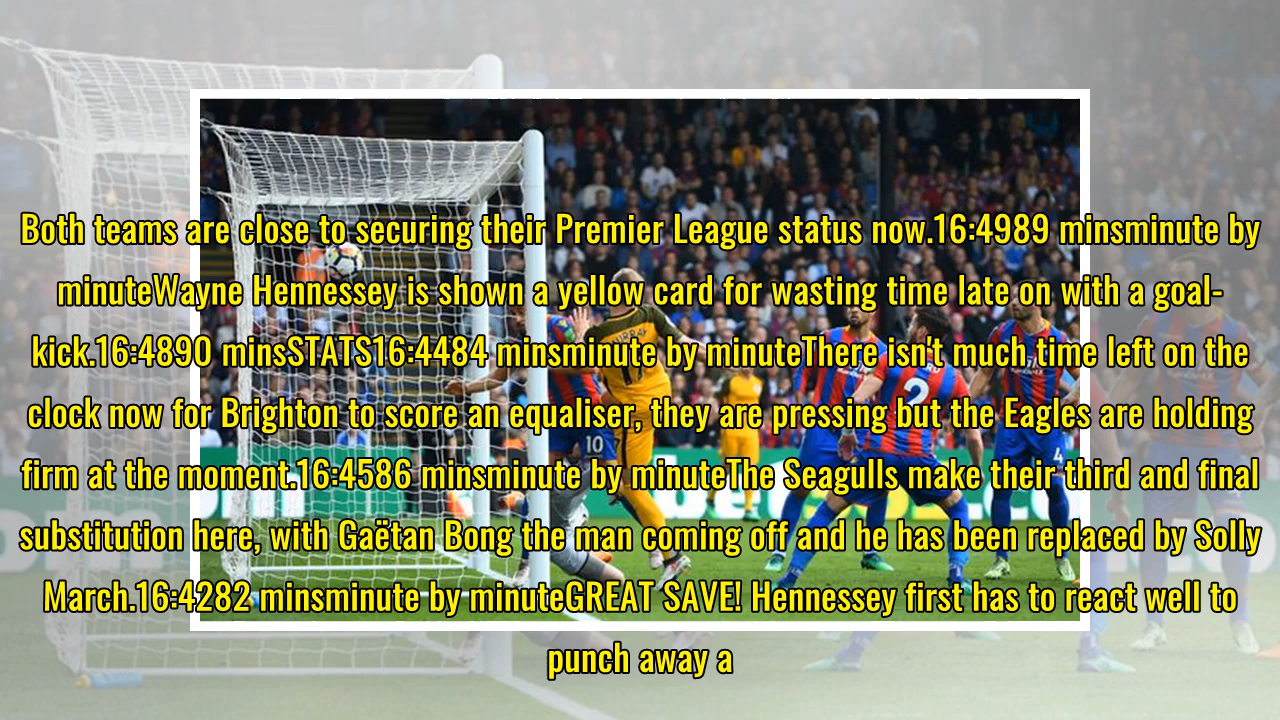 Both teams are close to securing their Premier League status now.16:4989 minsminute by
minuteWayne Hennessey is shown a yellow card for wasting time late on with a goal-
kick.16:4890 minsSTATS16:4484 minsminute by minuteThere isn't much time left on the
clock now for Brighton to score an equaliser, they are pressing but the Eagles are holding
firm at the moment.16:4586 minsminute by minuteThe Seagulls make their third and final
substitution here, with Gaëtan Bong the man coming off and he has been replaced by Solly
March.16:4282 minsminute by minuteGREAT SAVE! Hennessey first has to react well to
punch away a
MURRAY
17
2
10
4